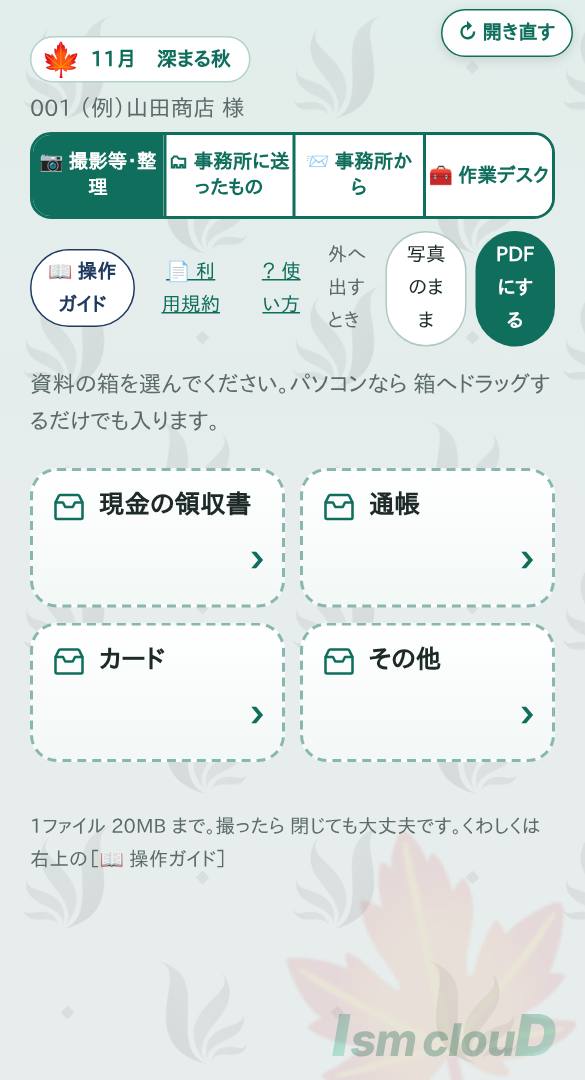 ↻ 開き直す
🍁 11月　深まる秋
001 (例)山田商店 様
📷 撮影等・整
理
🗂 事務所に送
ったもの
📨 事務所か
ら
🧰 作業デスク
📖 操作
ガイド
📄 利
用規約
? 使
い方
外へ
出す
とき
写真
のま
ま
PDF
にす
る
資料の箱を選んでください。パソコンなら 箱へドラッグす
るだけでも入ります。
現金の領収書
›
通帳
›
カード
›
その他
›
1ファイル 20MB まで。撮ったら 閉じても大丈夫です。くわしくは
右上の[📖 操作ガイド]
Ism clouD